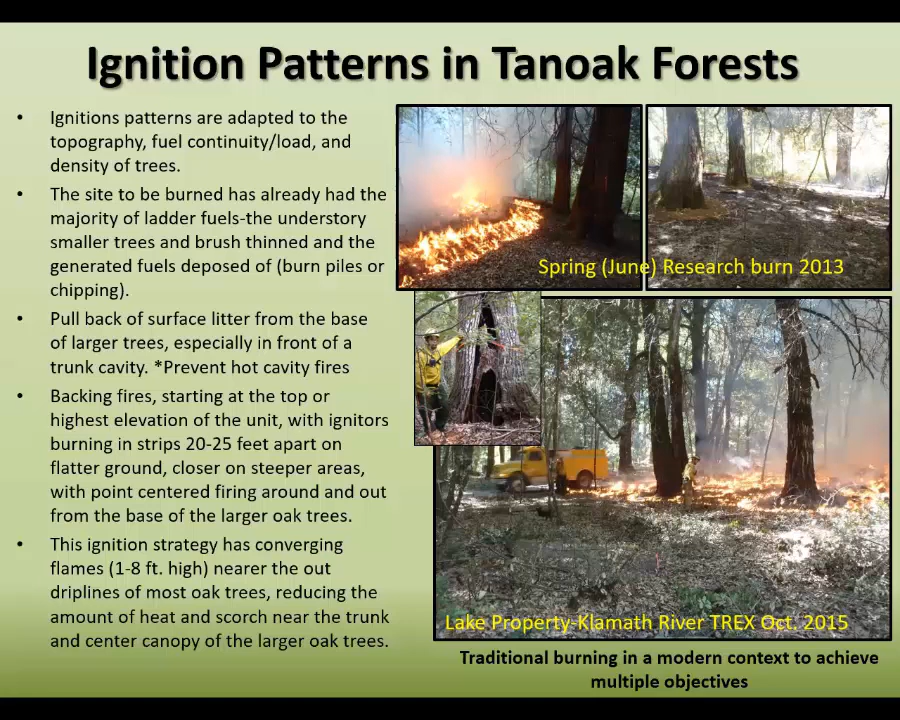 Ignition Patterns in Tanoak Forests
• Ignitions patterns are adapted to the
topography, fuel continuity/load, and
density of trees.
• The site to be burned has already had the
majority of ladder fuels-the understory
smaller trees and brush thinned and the
generated fuels deposed of (burn piles or
chipping).
• Pull back of surface litter from the base
of larger trees, especially in front of a
trunk cavity. *Prevent hot cavity fires
• Backing fires, starting at the top or
highest elevation of the unit, with ignitors
burning in strips 20-25 feet apart on
flatter ground, closer on steeper areas,
with point centered firing around and out
from the base of the larger oak trees.
• This ignition strategy has converging
flames (1-8 ft. high) nearer the out
driplines of most oak trees, reducing the
amount of heat and scorch near the trunk
and center canopy of the larger oak trees.
Spring (June) Research burn 2013
Lake Property-Klamath River TREX Oct. 2015
Traditional burning in a modern context to achieve
multiple objectives